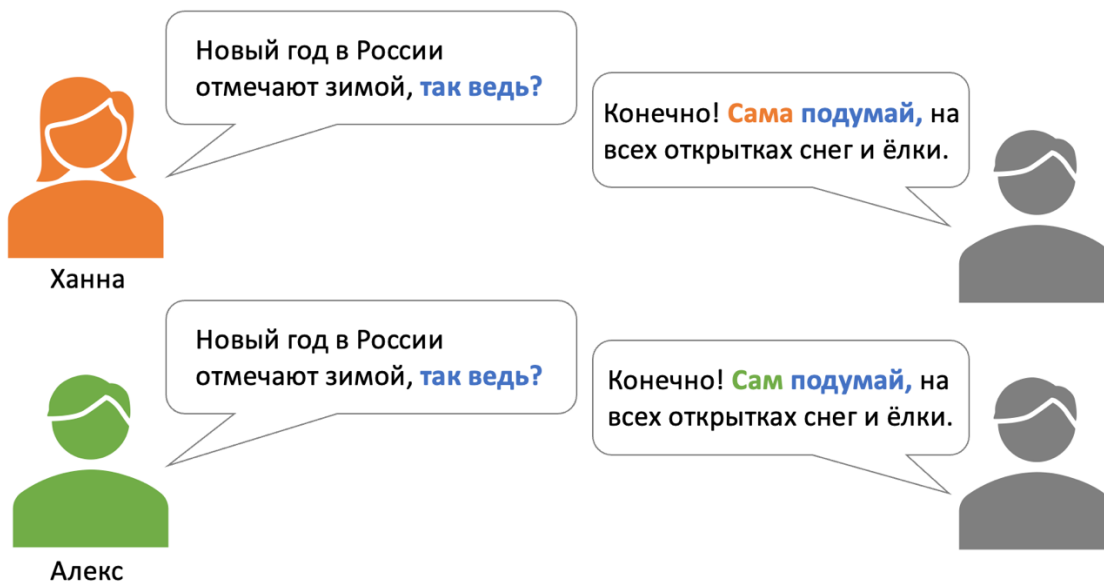 Новый год в России
отмечают зимой, так ведь?
Конечно! Сама подумай, на
всех открытках снег и ёлки.
Ханна
Новый год в России
отмечают зимой, так ведь?
Конечно! Сам подумай, на
всех открытках снег и ёлки.
Алекс